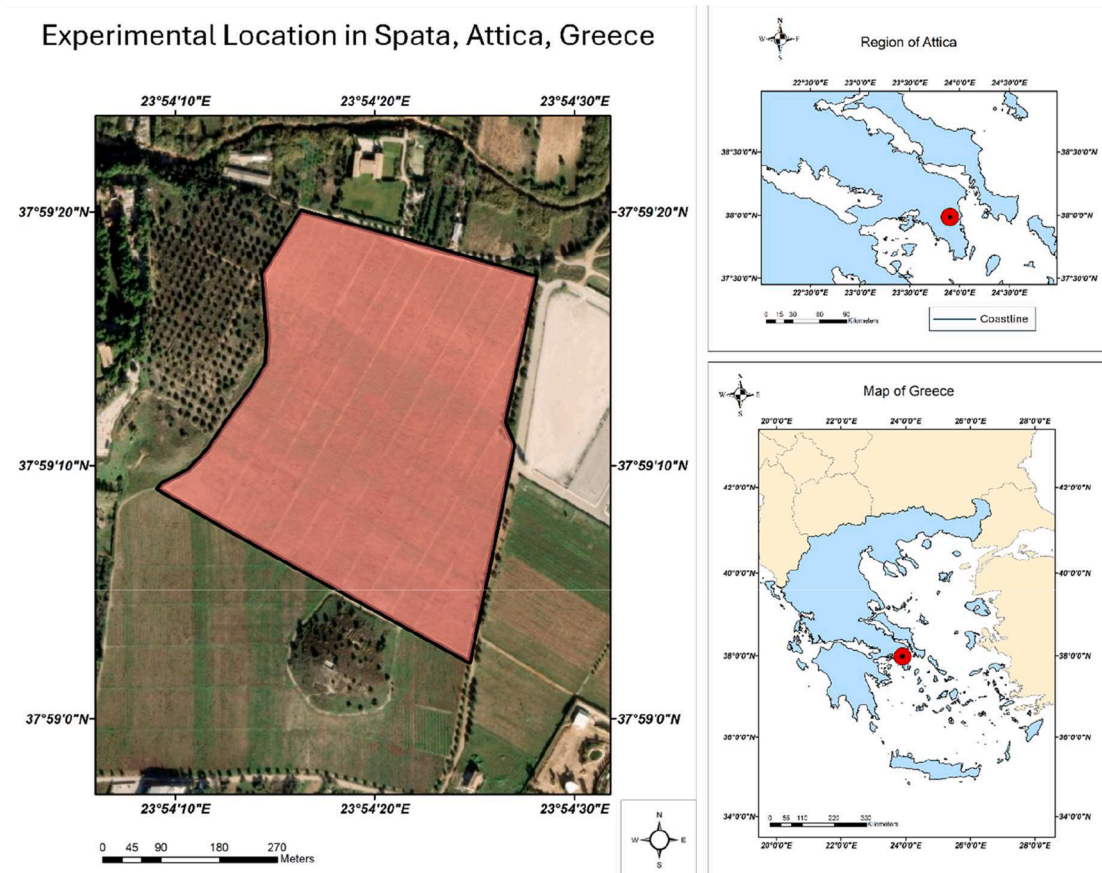 Experimental Location in Spata, Attica, Greece
23°54'10"E 23°54'20"E 23°54'30"E
37°59'20"N 37°59'20"N
37°59'10"N 37°59'10"N
37°59'0"N 37°59'0"N
23°54'10"E 23°54'20"E 23°54'30"E
0 45 90 180 270
Meters
N
W E
S
N
W E
S
Region of Attica
22°30'0"E 23°0'0"E 23°30'0"E 24°0'0"E 24°30'0"E
38°30'0"N 38°30'0"N
38°0'0"N 38°0'0"N
37°30'0"N 37°30'0"N
22°30'0"E 23°0'0"E 23°30'0"E 24°0'0"E 24°30'0"E
0 15 30 60 90
Kilometers
Coastline
N
W E
S
Map of Greece
20°0'0"E 22°0'0"E 24°0'0"E 26°0'0"E 28°0'0"E
42°0'0"N 42°0'0"N
40°0'0"N 40°0'0"N
38°0'0"N 38°0'0"N
36°0'0"N 36°0'0"N
34°0'0"N 34°0'0"N
0 55 110 220 330
Kilometers
20°0'0"E 22°0'0"E 24°0'0"E 26°0'0"E 28°0'0"E